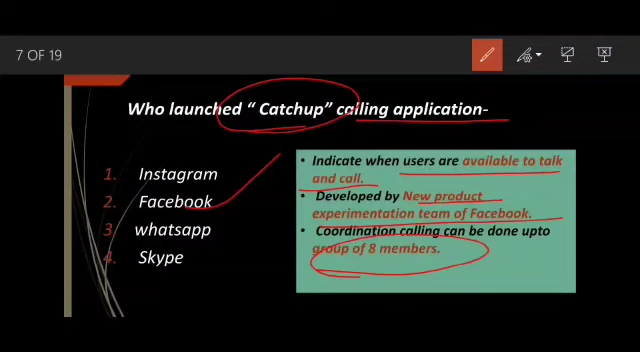 7 OF 19
Who launched “ Catchup” calling application-
1. Instagram
2. Facebook
3 whatsapp
4. Skype
• Indicate when users are available to talk
and call.
• Developed by New product
experimentation team of Facebook.
• Coordination calling can be done upto
group of 8 members.